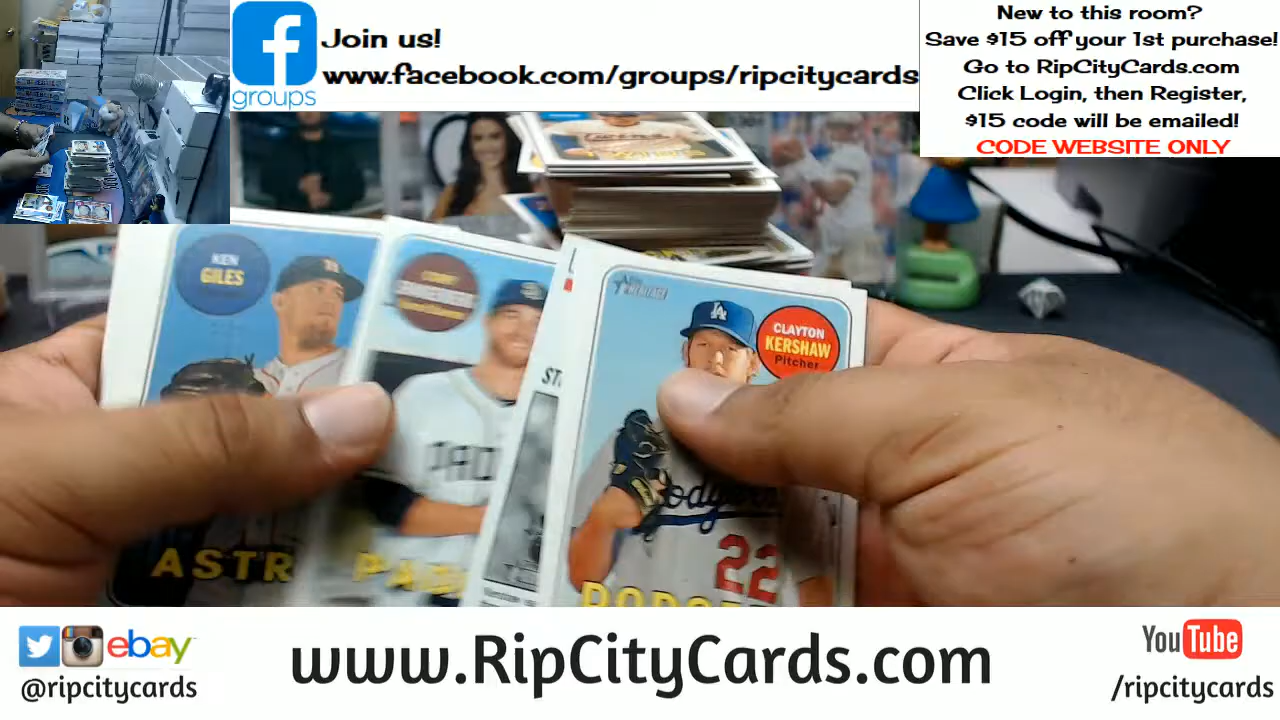 groups
Join us!
www.facebook.com/groups/ripcitycards
New to this room?
Save $15 off your 1st purchase!
Go to RipCityCards.com
Click Login, then Register,
$15 code will be emailed!
CODE WEBSITE ONLY
KEN
GILES
ASTR
HERITAGE
CLAYTON
KERSHAW
Pitcher
Dodgers
22
ebay
@ripcitycards
www.RipCityCards.com
YouTube
/ripcitycards